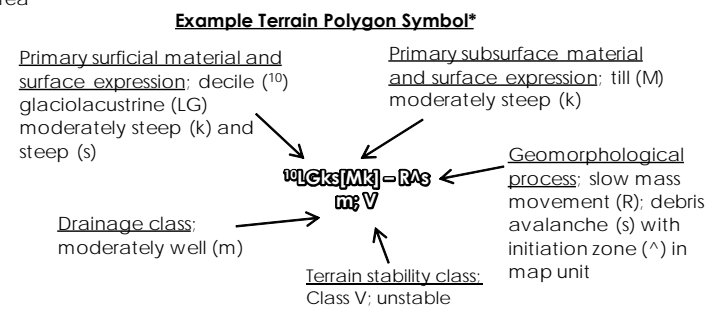 ea
Example Terrain Polygon Symbol*
Primary surficial material and
surface expression; decile (¹⁰)
glaciolacustrine (LG)
moderately steep (k) and
steep (s)
Primary subsurface material
and surface expression; till (M)
moderately steep (k)
¹⁰LGks[Mk] – R^s
m; V
Geomorphological
process; slow mass
movement (R); debris
avalanche (s) with
initiation zone (^) in
map unit
Drainage class;
moderately well (m)
Terrain stability class;
Class V; unstable